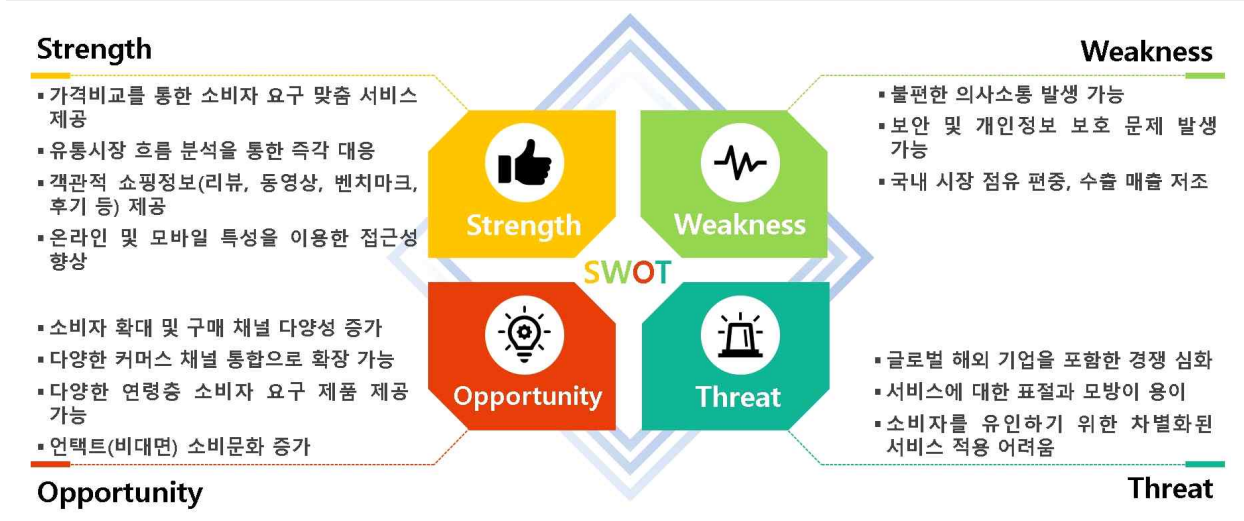 Strength
▪ 가격비교를 통한 소비자 요구 맞춤 서비스
제공
▪ 유통시장 흐름 분석을 통한 즉각 대응
▪ 객관적 쇼핑정보(리뷰, 동영상, 벤치마크,
후기 등) 제공
▪ 온라인 및 모바일 특성을 이용한 접근성
향상
Weakness
▪ 불편한 의사소통 발생 가능
▪ 보안 및 개인정보 보호 문제 발생
가능
▪ 국내 시장 점유 편중, 수출 매출 저조
Strength
Weakness
SWOT
Opportunity
Threat
▪ 소비자 확대 및 구매 채널 다양성 증가
▪ 다양한 커머스 채널 통합으로 확장 가능
▪ 다양한 연령층 소비자 요구 제품 제공
가능
▪ 언택트(비대면) 소비문화 증가
Opportunity
▪ 글로벌 해외 기업을 포함한 경쟁 심화
▪ 서비스에 대한 표절과 모방이 용이
▪ 소비자를 유인하기 위한 차별화된
서비스 적용 어려움
Threat